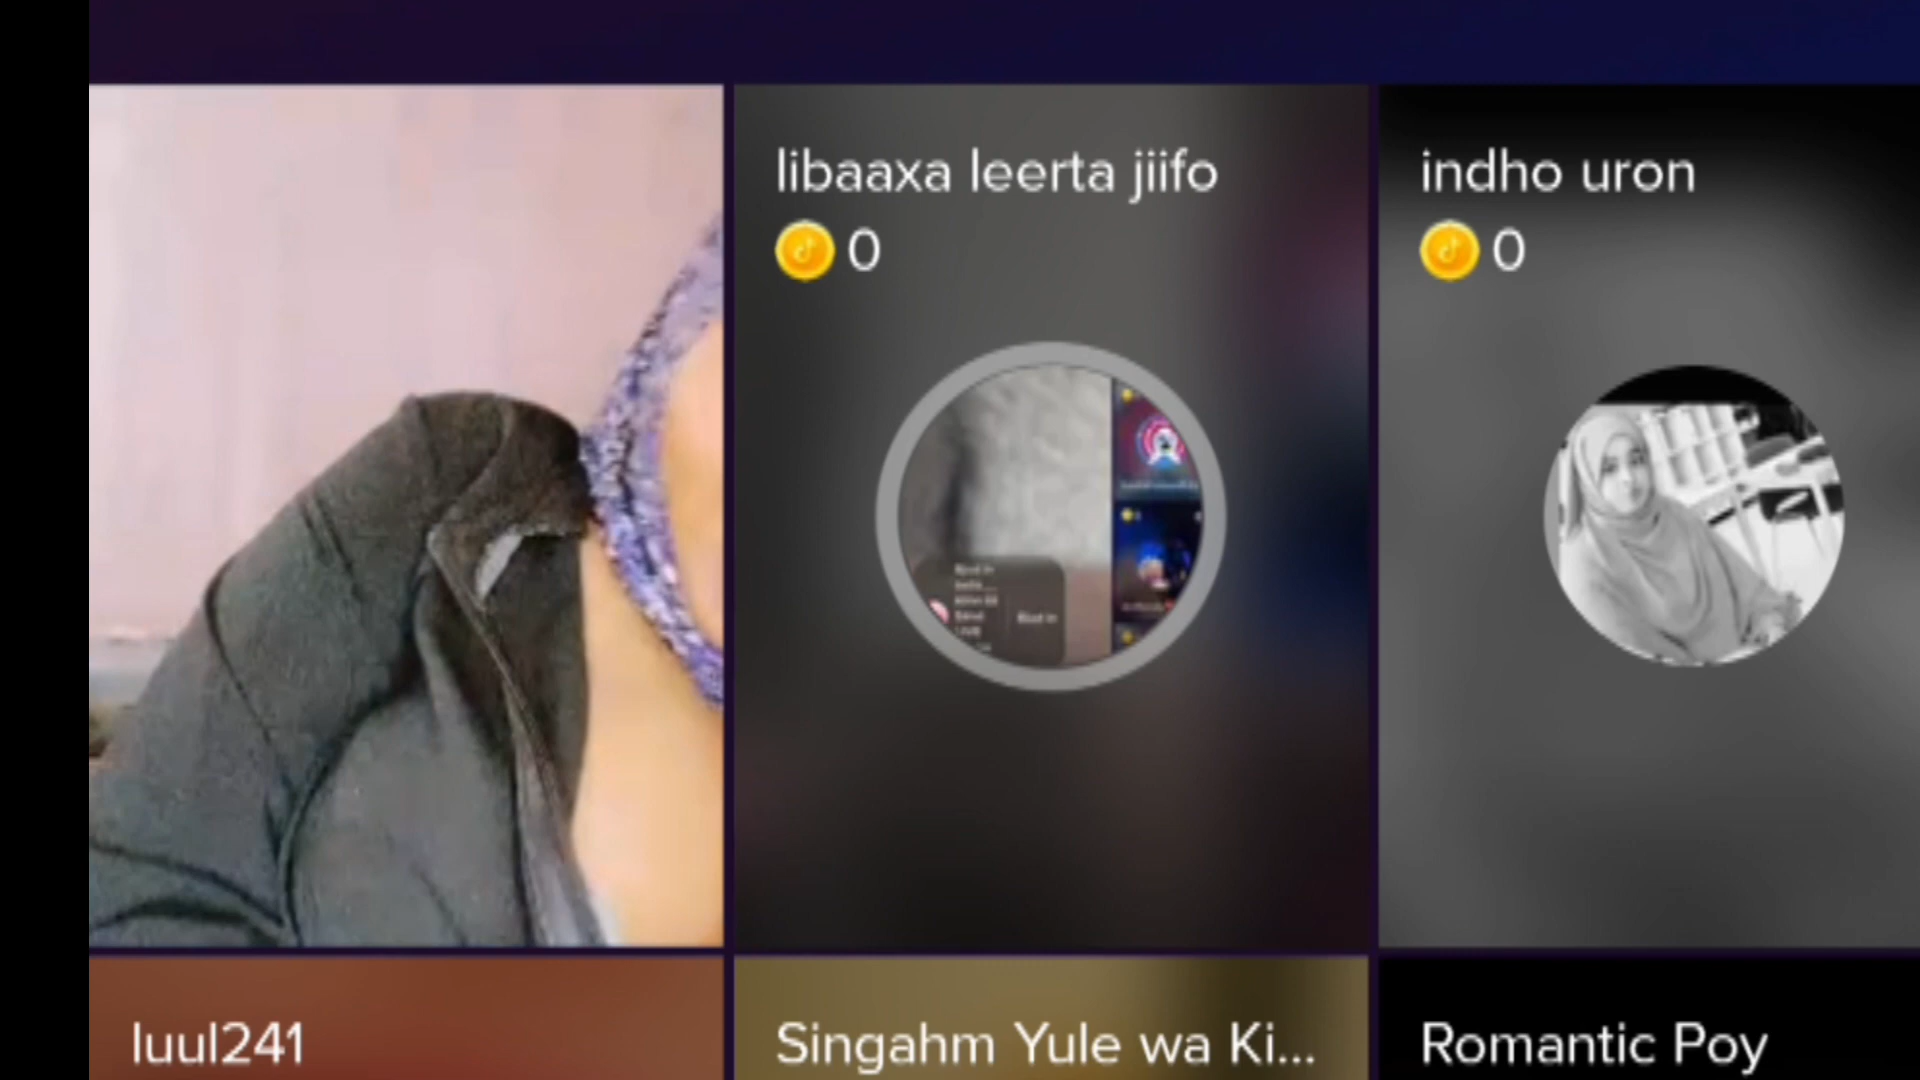 libaaxa leerta jiifo
0
indho uron
0
luul241
Singahm Yule wa Ki...
Romantic Poy